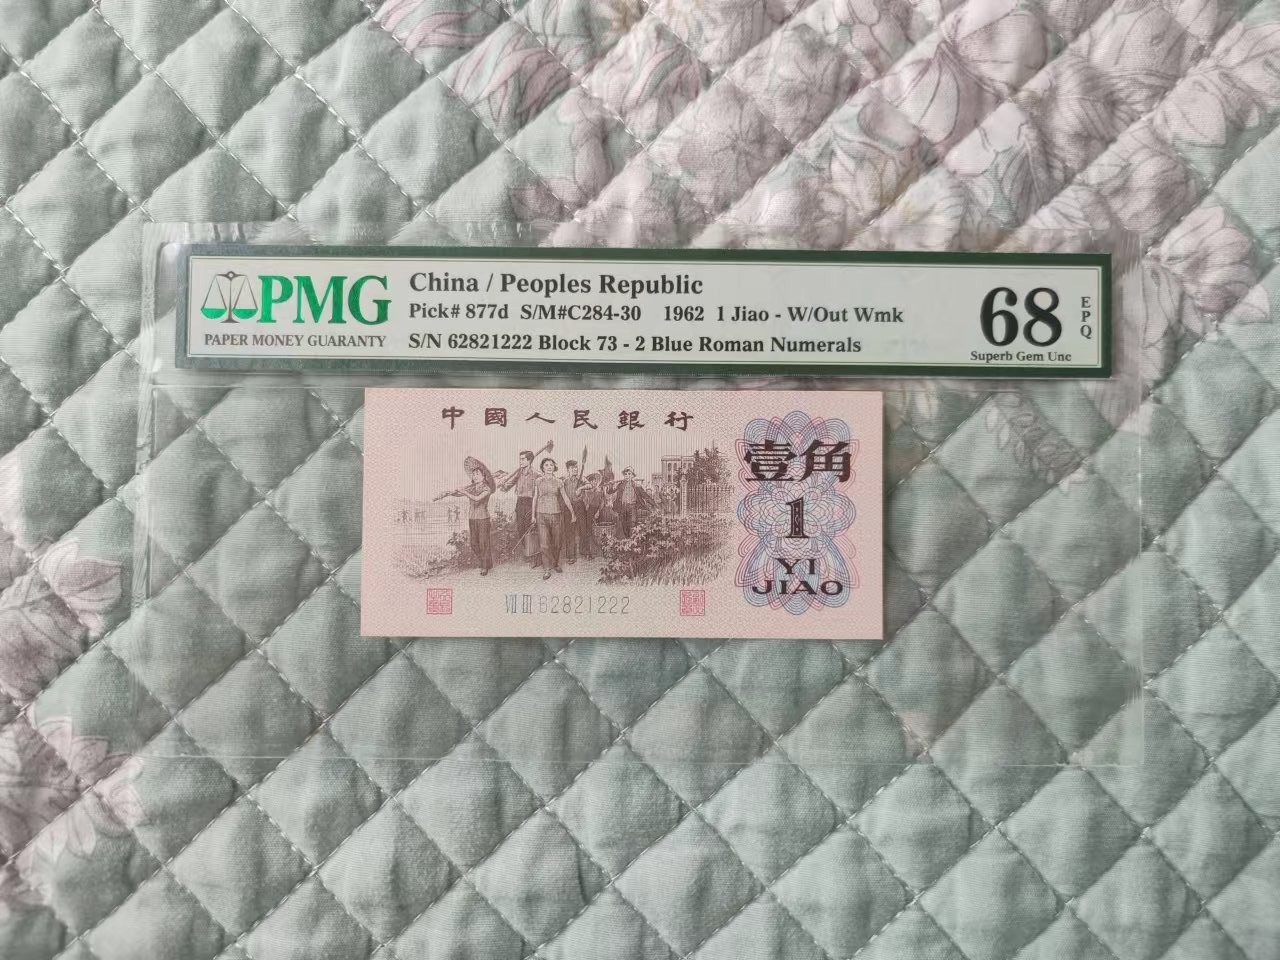 PMG
PAPER MONEY GUARANTY
China / Peoples Republic
Pick# 877d S/M#C284-30 1962 1 Jiao - W/Out Wmk
S/N 62821222 Block 73 - 2 Blue Roman Numerals
68
EPQ
Superb Gem Unc
中國人民銀行
壹角
1
YI
JIAO
VII III 62821222